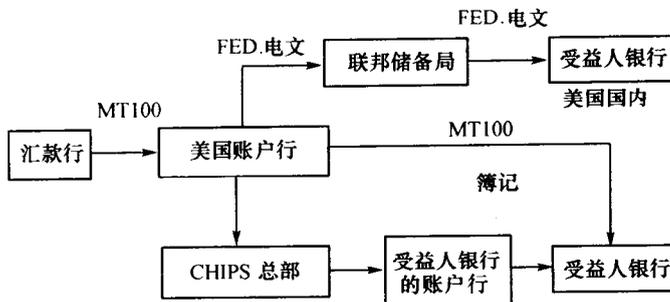 FED.电文
FED.电文
联邦储备局
受益人银行
美国国内
MT100
MT100
汇款行
美国账户行
簿记
CHIPS 总部
受益人银行
的账户行
受益人银行